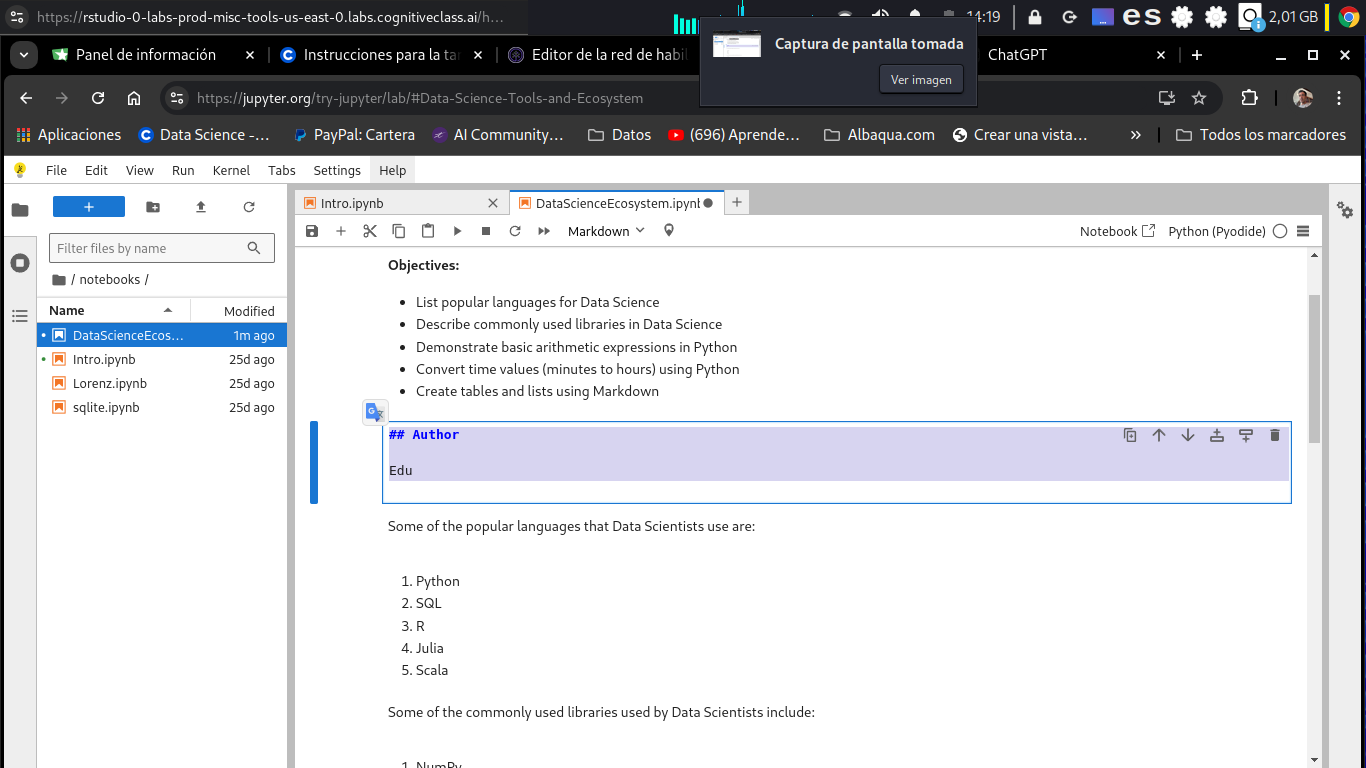 https://rstudio-0-labs-prod-misc-tools-us-east-0.labs.cognitiveclass.ai/h…
14:19
es
2,01 GB
Captura de pantalla tomada
Ver imagen
Panel de información
Instrucciones para la ta
Editor de la red de habil
ChatGPT
https://jupyter.org/try-jupyter/lab/#Data-Science-Tools-and-Ecosystem
Aplicaciones
Data Science -…
PayPal: Cartera
AI Community…
Datos
(696) Aprende…
Albaqua.com
Crear una vista…
»
Todos los marcadores
File Edit View Run Kernel Tabs Settings Help
Intro.ipynb
DataScienceEcosystem.ipynb
Markdown
Notebook
Python (Pyodide)
Filter files by name
/ notebooks /
Name Modified
DataScienceEcos… 1m ago
Intro.ipynb 25d ago
Lorenz.ipynb 25d ago
sqlite.ipynb 25d ago
Objectives:
• List popular languages for Data Science
• Describe commonly used libraries in Data Science
• Demonstrate basic arithmetic expressions in Python
• Convert time values (minutes to hours) using Python
• Create tables and lists using Markdown
## Author
Edu
Some of the popular languages that Data Scientists use are:
1. Python
2. SQL
3. R
4. Julia
5. Scala
Some of the commonly used libraries used by Data Scientists include:
1. NumPy